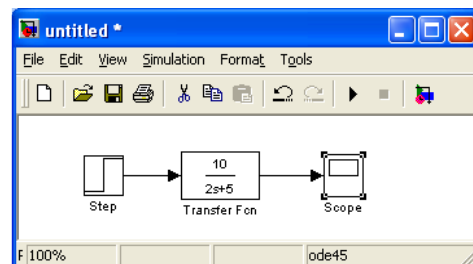 untitled *
File Edit View Simulation Format Tools
10
2s+5
Step
Transfer Fcn
Scope
F 100%
ode45